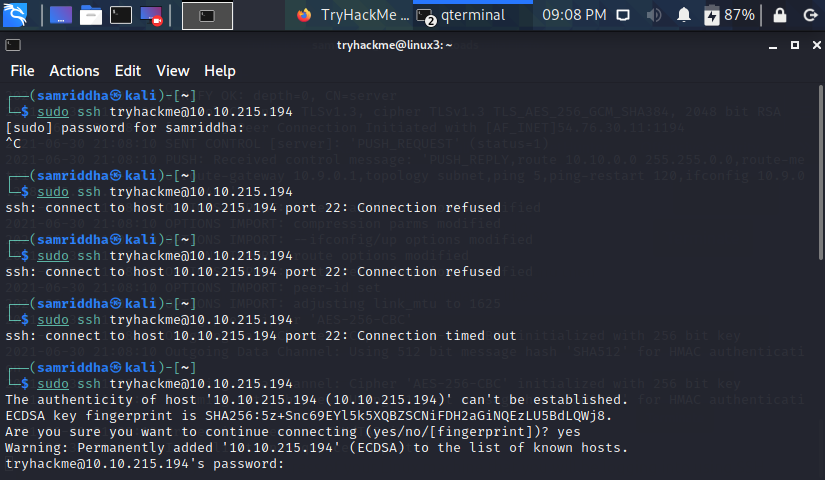 TryHackMe ...
2
qterminal
09:08 PM
87%
tryhackme@linux3: ~
File Actions Edit View Help
┌──(samriddha㉿kali)-[~]
└─$ sudo ssh tryhackme@10.10.215.194
[sudo] password for samriddha:
^C
┌──(samriddha㉿kali)-[~]
└─$ sudo ssh tryhackme@10.10.215.194
ssh: connect to host 10.10.215.194 port 22: Connection refused
┌──(samriddha㉿kali)-[~]
└─$ sudo ssh tryhackme@10.10.215.194
ssh: connect to host 10.10.215.194 port 22: Connection refused
┌──(samriddha㉿kali)-[~]
└─$ sudo ssh tryhackme@10.10.215.194
ssh: connect to host 10.10.215.194 port 22: Connection timed out
┌──(samriddha㉿kali)-[~]
└─$ sudo ssh tryhackme@10.10.215.194
The authenticity of host '10.10.215.194 (10.10.215.194)' can't be established.
ECDSA key fingerprint is SHA256:5z+Snc69EYl5k5XQBZSCNiFDH2aGiNQEzLU5BdLQWj8.
Are you sure you want to continue connecting (yes/no/[fingerprint])? yes
Warning: Permanently added '10.10.215.194' (ECDSA) to the list of known hosts.
tryhackme@10.10.215.194's password: